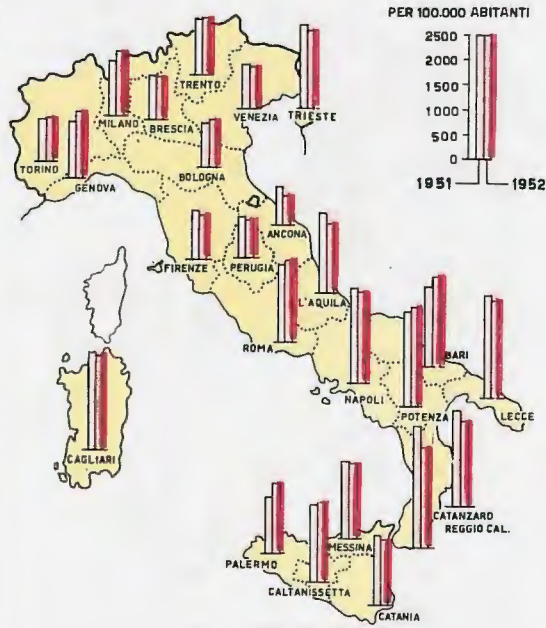 PER 100.000 ABITANTI
2500
2000
1500
1000
500
0
1951
1952
TRENTO
MILANO
BRESCIA
VENEZIA
TRIESTE
TORINO
GENOVA
BOLOGNA
ANCONA
FIRENZE
PERUGIA
L'AQUILA
ROMA
BARI
NAPOLI
POTENZA
LECCE
CAGLIARI
CATANZARO
REGGIO CAL.
MESSINA
PALERMO
CALTANISSETTA
CATANIA